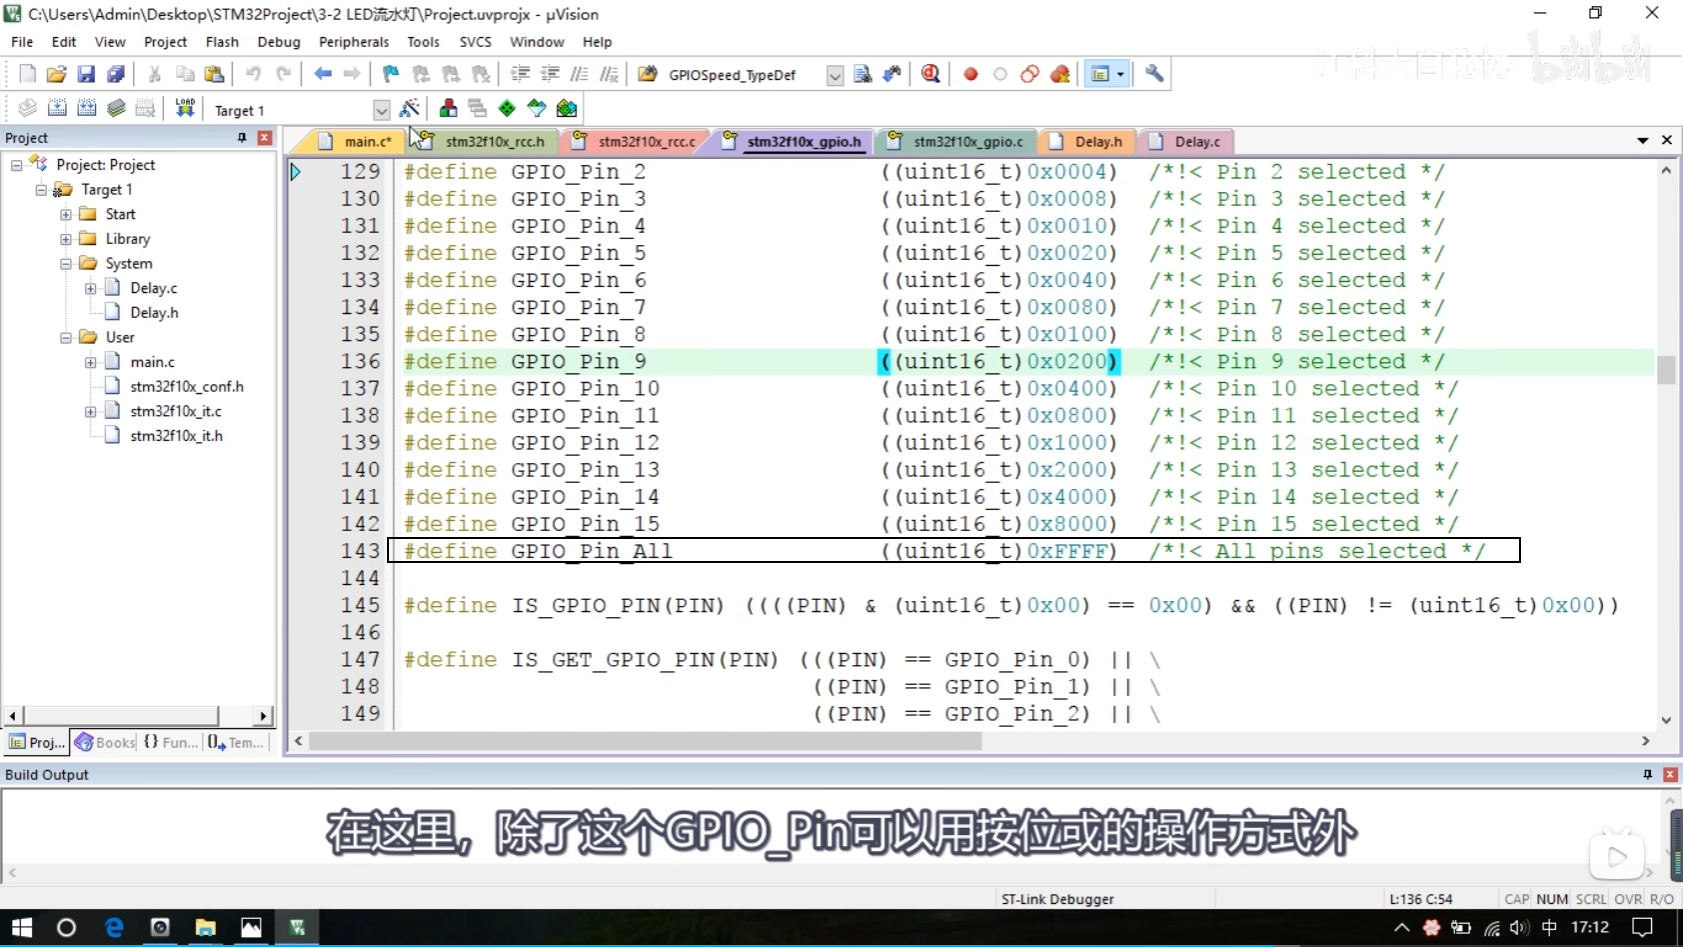 C:\Users\Admin\Desktop\STM32Project\3-2 LED流水灯\Project.uvprojx - µVision
File Edit View Project Flash Debug Peripherals Tools SVCS Window Help
GPIOSpeed_TypeDef
LOAD Target 1
Project
main.c* stm32f10x_rcc.h stm32f10x_rcc.c stm32f10x_gpio.h stm32f10x_gpio.c Delay.h Delay.c
Project: Project
Target 1
Start
Library
System
Delay.c
Delay.h
User
main.c
stm32f10x_conf.h
stm32f10x_it.c
stm32f10x_it.h
129 #define GPIO_Pin_2 ((uint16_t)0x0004) /*!< Pin 2 selected */
130 #define GPIO_Pin_3 ((uint16_t)0x0008) /*!< Pin 3 selected */
131 #define GPIO_Pin_4 ((uint16_t)0x0010) /*!< Pin 4 selected */
132 #define GPIO_Pin_5 ((uint16_t)0x0020) /*!< Pin 5 selected */
133 #define GPIO_Pin_6 ((uint16_t)0x0040) /*!< Pin 6 selected */
134 #define GPIO_Pin_7 ((uint16_t)0x0080) /*!< Pin 7 selected */
135 #define GPIO_Pin_8 ((uint16_t)0x0100) /*!< Pin 8 selected */
136 #define GPIO_Pin_9 ((uint16_t)0x0200) /*!< Pin 9 selected */
137 #define GPIO_Pin_10 ((uint16_t)0x0400) /*!< Pin 10 selected */
138 #define GPIO_Pin_11 ((uint16_t)0x0800) /*!< Pin 11 selected */
139 #define GPIO_Pin_12 ((uint16_t)0x1000) /*!< Pin 12 selected */
140 #define GPIO_Pin_13 ((uint16_t)0x2000) /*!< Pin 13 selected */
141 #define GPIO_Pin_14 ((uint16_t)0x4000) /*!< Pin 14 selected */
142 #define GPIO_Pin_15 ((uint16_t)0x8000) /*!< Pin 15 selected */
143 #define GPIO_Pin_All ((uint16_t)0xFFFF) /*!< All pins selected */
144
145 #define IS_GPIO_PIN(PIN) ((((PIN) & (uint16_t)0x00) == 0x00) && ((PIN) != (uint16_t)0x00))
146
147 #define IS_GET_GPIO_PIN(PIN) (((PIN) == GPIO_Pin_0) || \
148 ((PIN) == GPIO_Pin_1) || \
149 ((PIN) == GPIO_Pin_2) || \
Proj... Books {} Fun... Tem...
Build Output
在这里，除了这个GPIO_Pin可以用按位或的操作方式外
ST-Link Debugger L:136 C:54 CAP NUM SCRL OVR R/O
中 17:12